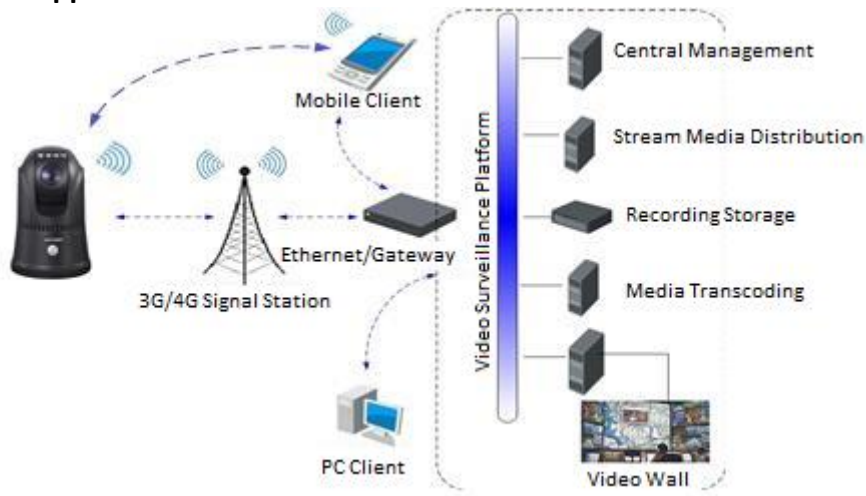 Mobile Client
3G/4G Signal Station
Ethernet/Gateway
PC Client
Video Surveillance Platform
Central Management
Stream Media Distribution
Recording Storage
Media Transcoding
Video Wall